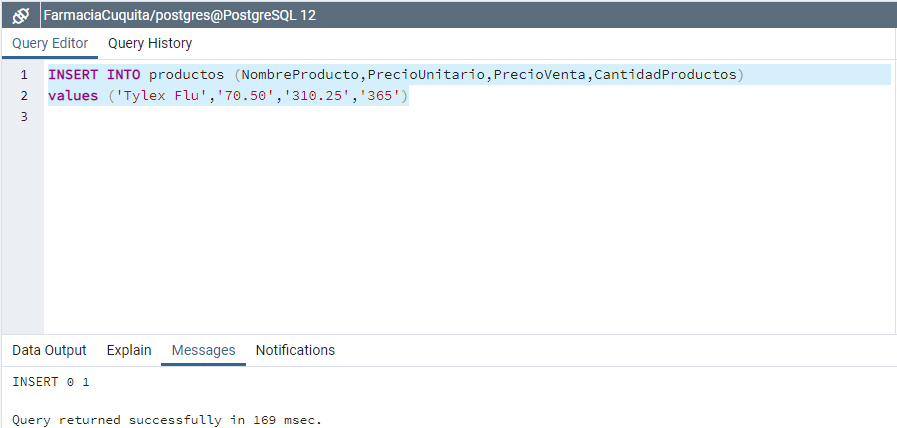 FarmaciaCuquita/postgres@PostgreSQL 12
Query Editor Query History
1 INSERT INTO productos (NombreProducto,PrecioUnitario,PrecioVenta,CantidadProductos)
2 values ('Tylex Flu','70.50','310.25','365')
3
Data Output Explain Messages Notifications
INSERT 0 1
Query returned successfully in 169 msec.